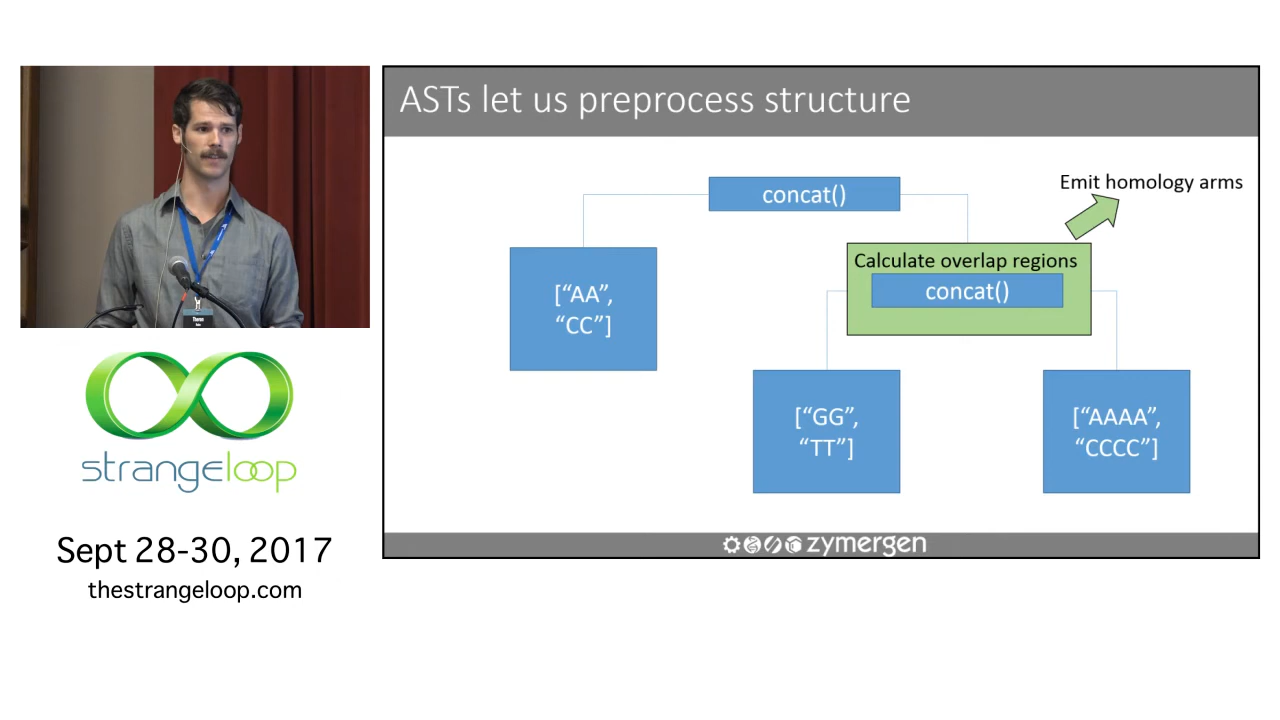 ASTs let us preprocess structure
concat()
Emit homology arms
Calculate overlap regions
concat()
["AA",
"CC"]
["GG",
"TT"]
["AAAA",
"CCCC"]
zymergen
strangeloop
Sept 28-30, 2017
thestrangeloop.com